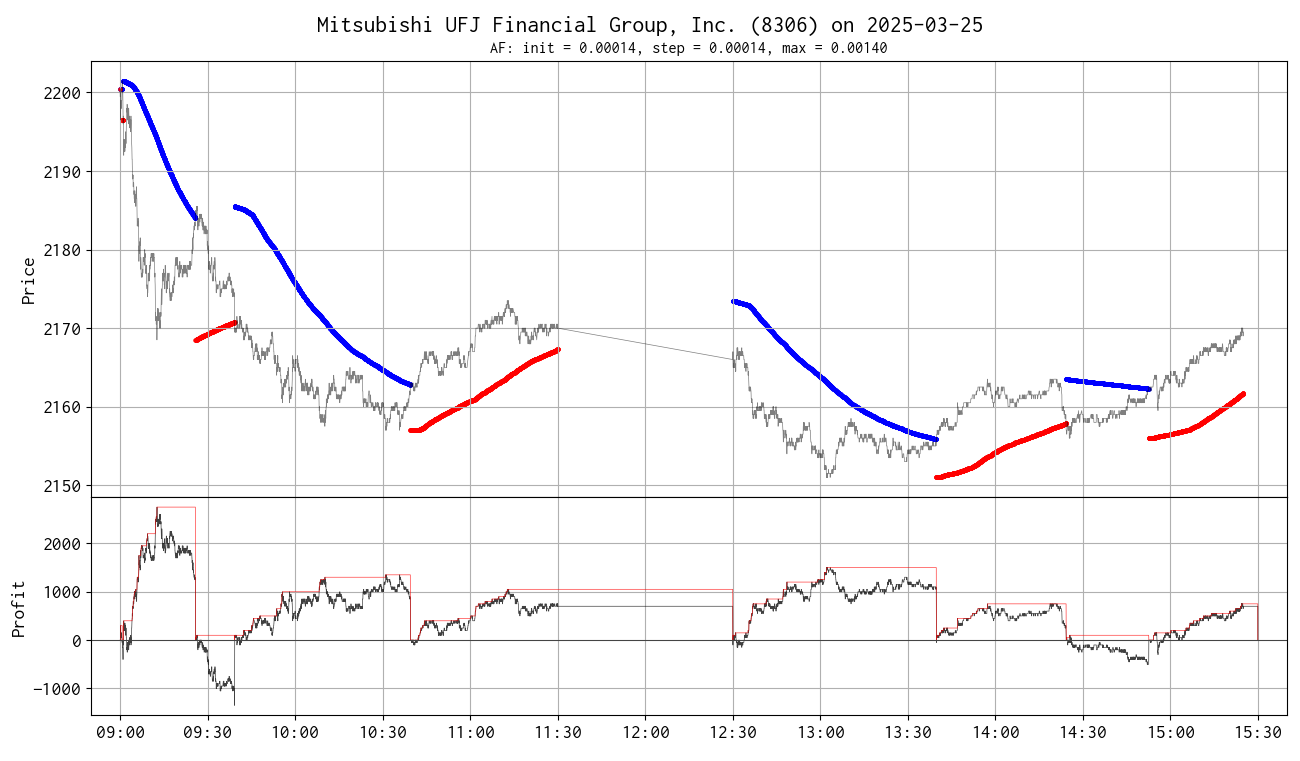 Mitsubishi UFJ Financial Group, Inc. (8306) on 2025-03-25
AF: init = 0.00014, step = 0.00014, max = 0.00140
2200
2190
2180
2170
2160
2150
Price
2000
1000
0
−1000
Profit
09:00 09:30 10:00 10:30 11:00 11:30 12:00 12:30 13:00 13:30 14:00 14:30 15:00 15:30